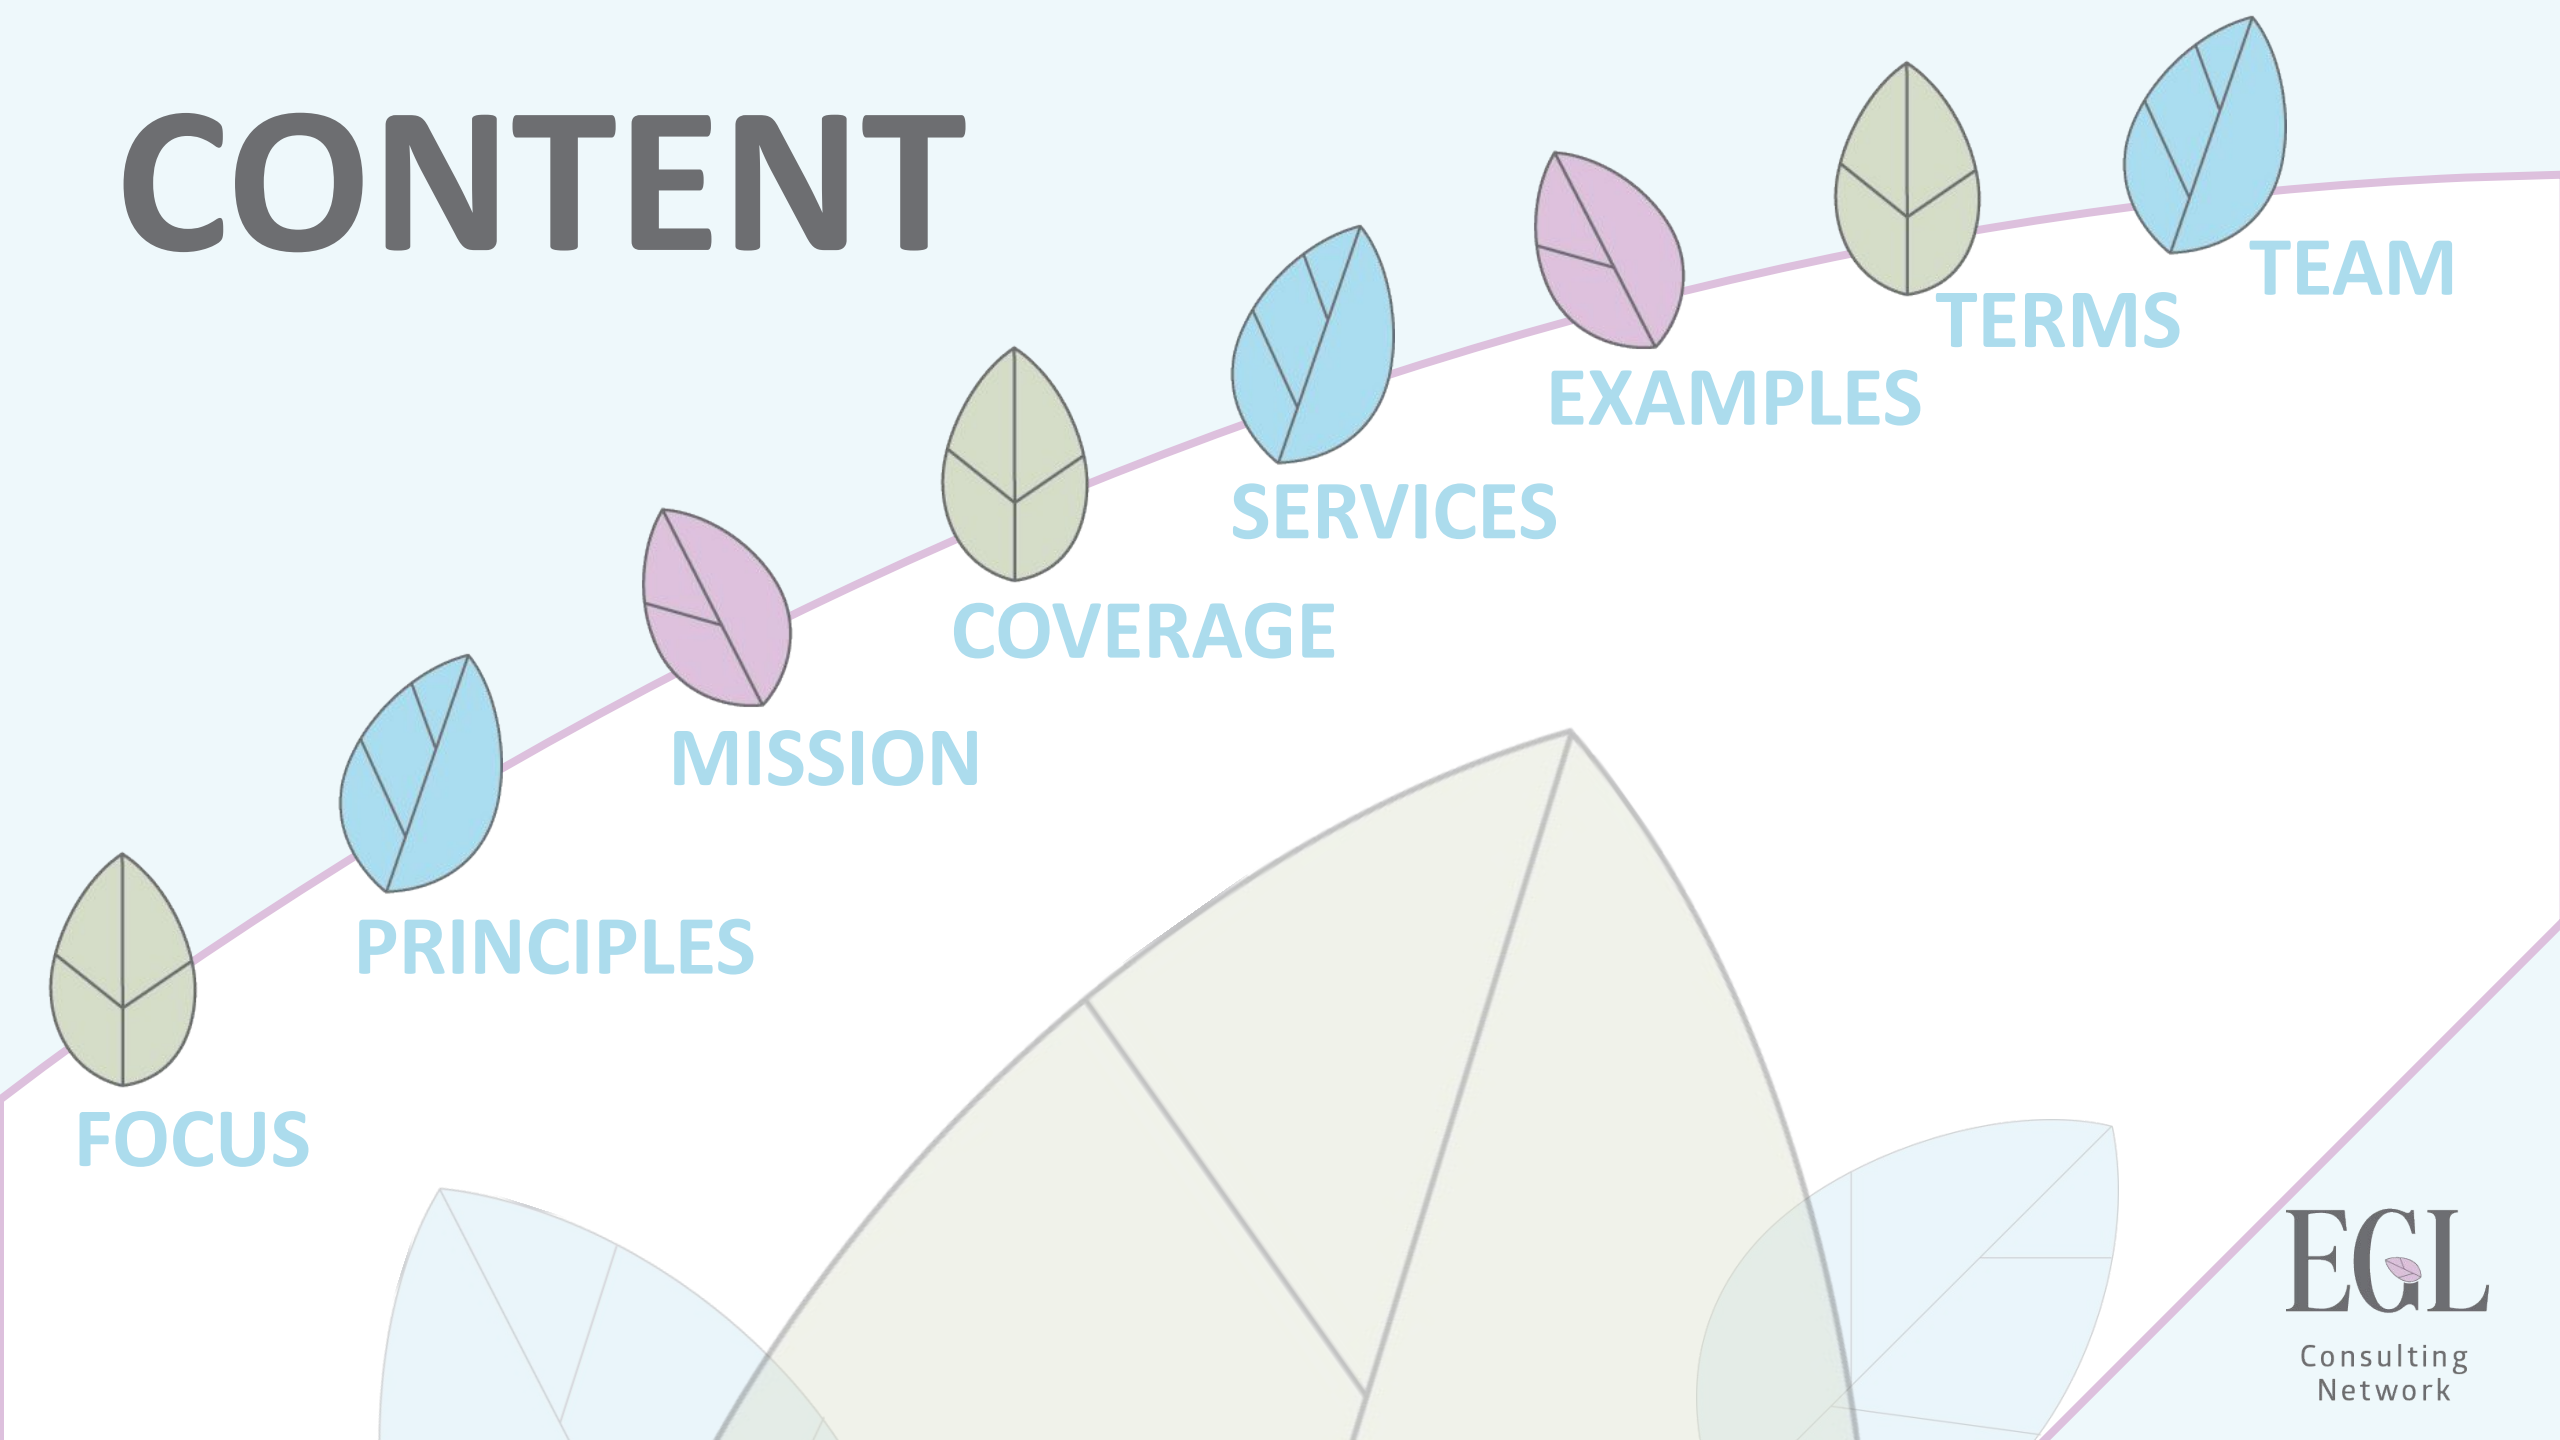 CONTENT
FOCUS
PRINCIPLES
MISSION
COVERAGE
SERVICES
EXAMPLES
TERMS
TEAM
EGL
Consulting
Network